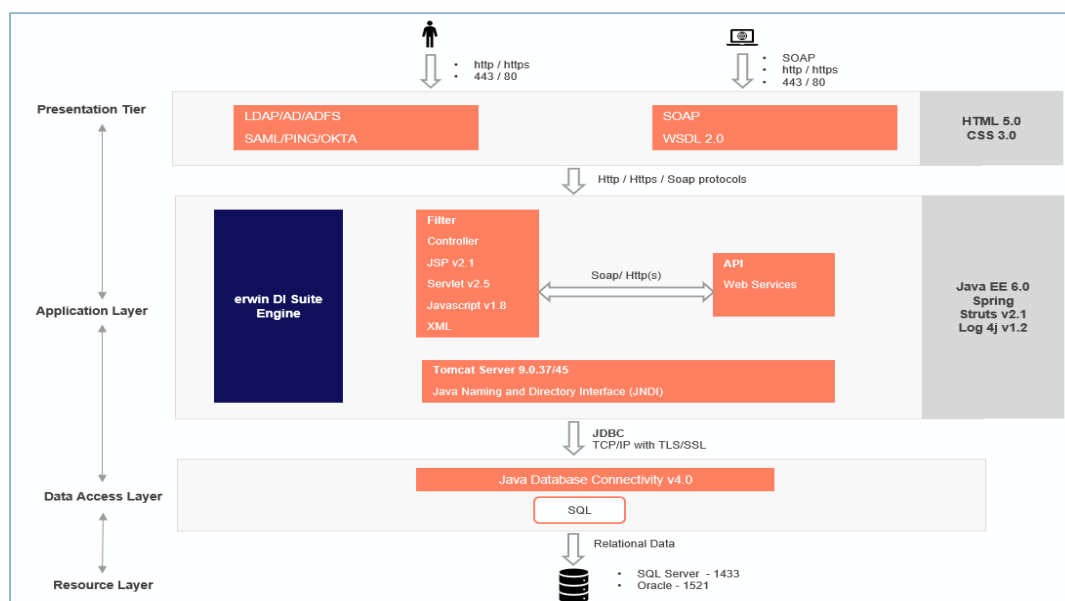 • http / https
• 443 / 80
• SOAP
• http / https
• 443 / 80
Presentation Tier
LDAP/AD/ADFS
SAML/PING/OKTA
SOAP
WSDL 2.0
HTML 5.0
CSS 3.0
Http / Https / Soap protocols
Application Layer
erwin DI Suite
Engine
Filter
Controller
JSP v2.1
Servlet v2.5
Javascript v1.8
XML
Soap/ Http(s)
API
Web Services
Tomcat Server 9.0.37/45
Java Naming and Directory Interface (JNDI)
Java EE 6.0
Spring
Struts v2.1
Log 4j v1.2
JDBC
TCP/IP with TLS/SSL
Data Access Layer
Java Database Connectivity v4.0
SQL
Relational Data
Resource Layer
• SQL Server - 1433
• Oracle - 1521